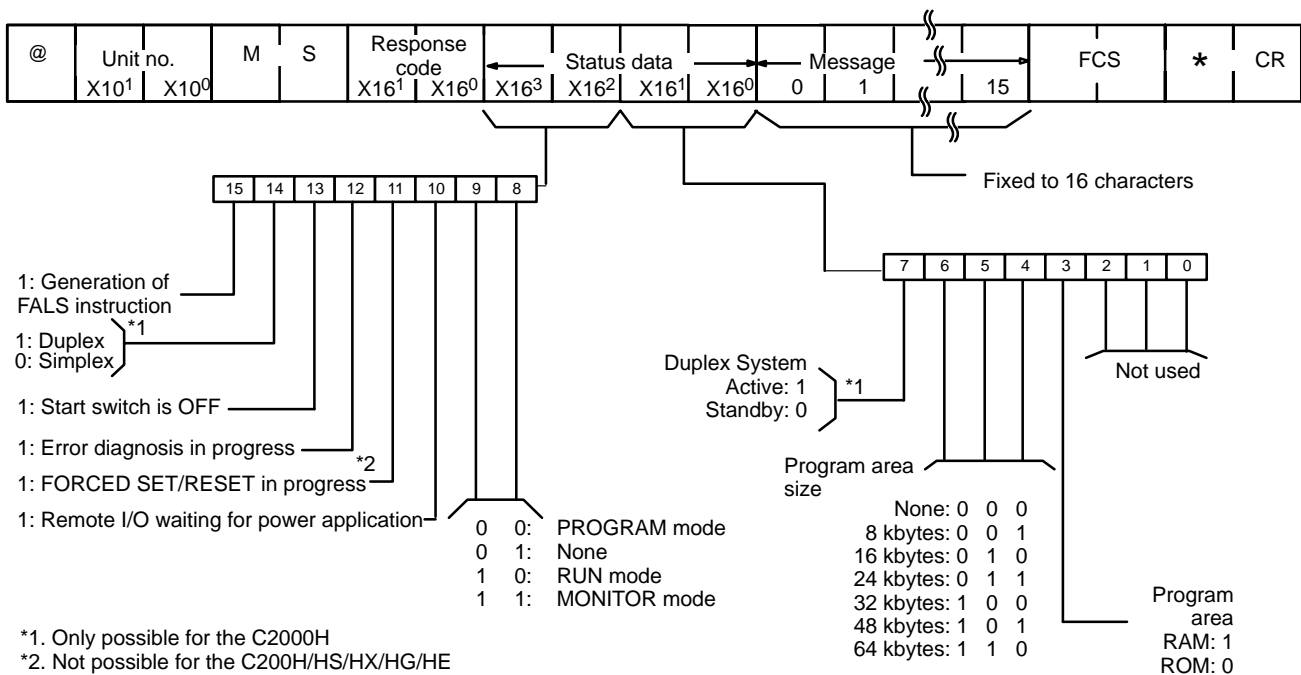 @ Unit no. M S Response code Status data Message FCS * CR
X10¹ X10⁰ X16¹ X16⁰ X16³ X16² X16¹ X16⁰ 0 1 15
Fixed to 16 characters
15 14 13 12 11 10 9 8
1: Generation of
FALS instruction
*1
1: Duplex
0: Simplex
1: Start switch is OFF
1: Error diagnosis in progress
*2
1: FORCED SET/RESET in progress
1: Remote I/O waiting for power application
0 0: PROGRAM mode
0 1: None
1 0: RUN mode
1 1: MONITOR mode
7 6 5 4 3 2 1 0
Not used
Duplex System
Active: 1
Standby: 0
*1
Program area
size
None: 0 0 0
8 kbytes: 0 0 1
16 kbytes: 0 1 0
24 kbytes: 0 1 1
32 kbytes: 1 0 0
48 kbytes: 1 0 1
64 kbytes: 1 1 0
Program
area
RAM: 1
ROM: 0
*1. Only possible for the C2000H
*2. Not possible for the C200H/HS/HX/HG/HE